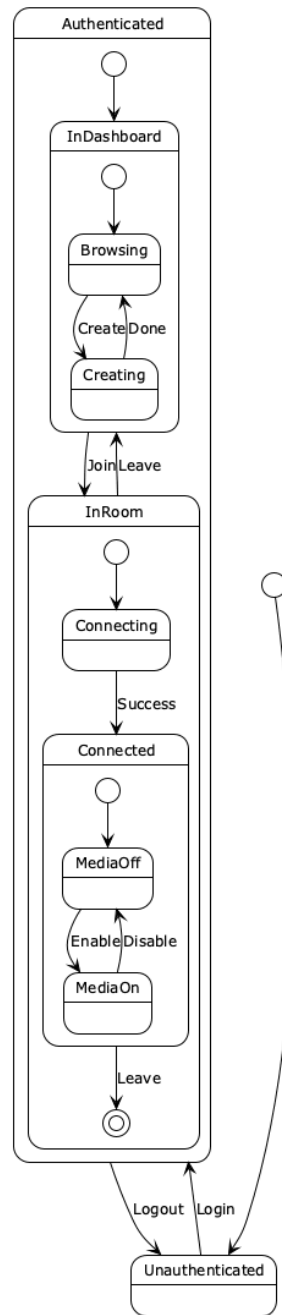 Authenticated
InDashboard
Browsing
Create Done
Creating
Join Leave
InRoom
Connecting
Success
Connected
MediaOff
Enable Disable
MediaOn
Leave
Logout Login
Unauthenticated